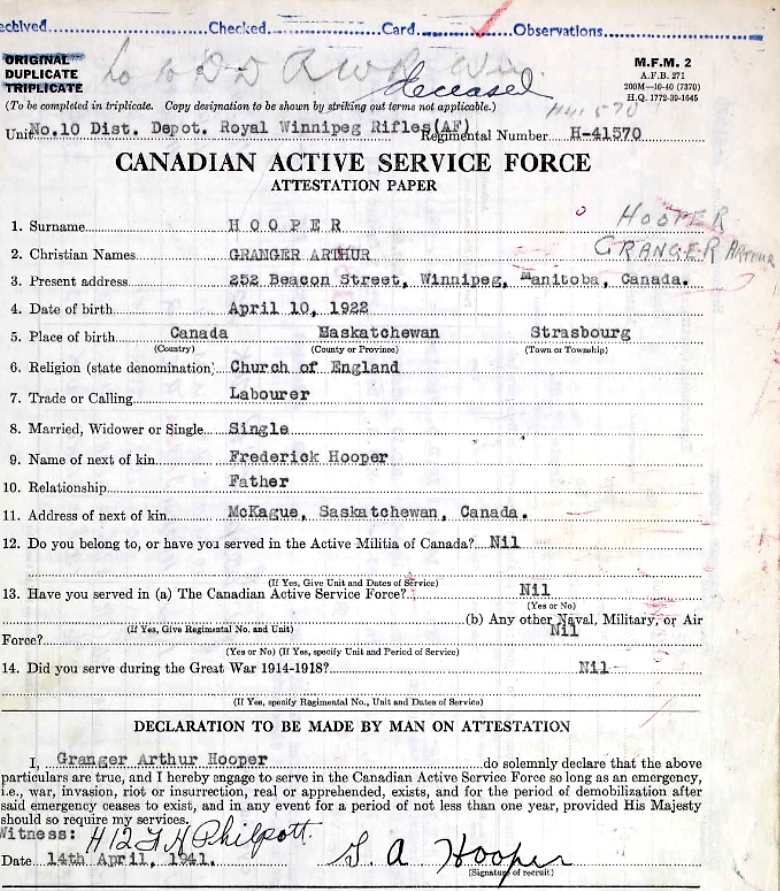 eceived. Checked. Card. Observations
ORIGINAL
DUPLICATE
TRIPLICATE
deceased
M.F.M. 2
A.F.B. 271
200M—10-40 (7370)
H.Q. 1772-39-1645
(To be completed in triplicate. Copy designation to be shown by striking out terms not applicable.)
H41570
Unit No.10 Dist. Depot. Royal Winnipeg Rifles(AF) Regimental Number H-41570
CANADIAN ACTIVE SERVICE FORCE
ATTESTATION PAPER
1. Surname HOOPER
HOOPER
2. Christian Names GRANGER ARTHUR
GRANGER ARTHUR
3. Present address 252 Beacon Street, Winnipeg, Manitoba, Canada.
4. Date of birth April 10, 1922
5. Place of birth Canada Saskatchewan Strasbourg
(Country) (County or Province) (Town or Township)
6. Religion (state denomination) Church of England
7. Trade or Calling Labourer
8. Married, Widower or Single Single
9. Name of next of kin Frederick Hooper
10. Relationship Father
11. Address of next of kin McKague, Saskatchewan, Canada.
12. Do you belong to, or have you served in the Active Militia of Canada? Nil
(If Yes, Give Unit and Dates of Service)
13. Have you served in (a) The Canadian Active Service Force? Nil
(Yes or No)
(b) Any other Naval, Military, or Air
(If Yes, Give Regimental No. and Unit)
Force? Nil
(Yes or No) (If Yes, specify Unit and Period of Service)
14. Did you serve during the Great War 1914-1918? Nil
(If Yes, specify Regimental No., Unit and Dates of Service)
DECLARATION TO BE MADE BY MAN ON ATTESTATION
I, Granger Arthur Hooper do solemnly declare that the above
particulars are true, and I hereby engage to serve in the Canadian Active Service Force so long as an emergency,
i.e., war, invasion, riot or insurrection, real or apprehended, exists, and for the period of demobilization after
said emergency ceases to exist, and in any event for a period of not less than one year, provided His Majesty
should so require my services.
Witness: Philpott.
Date 14th April, 1941. G. A Hooper
(Signature of recruit)